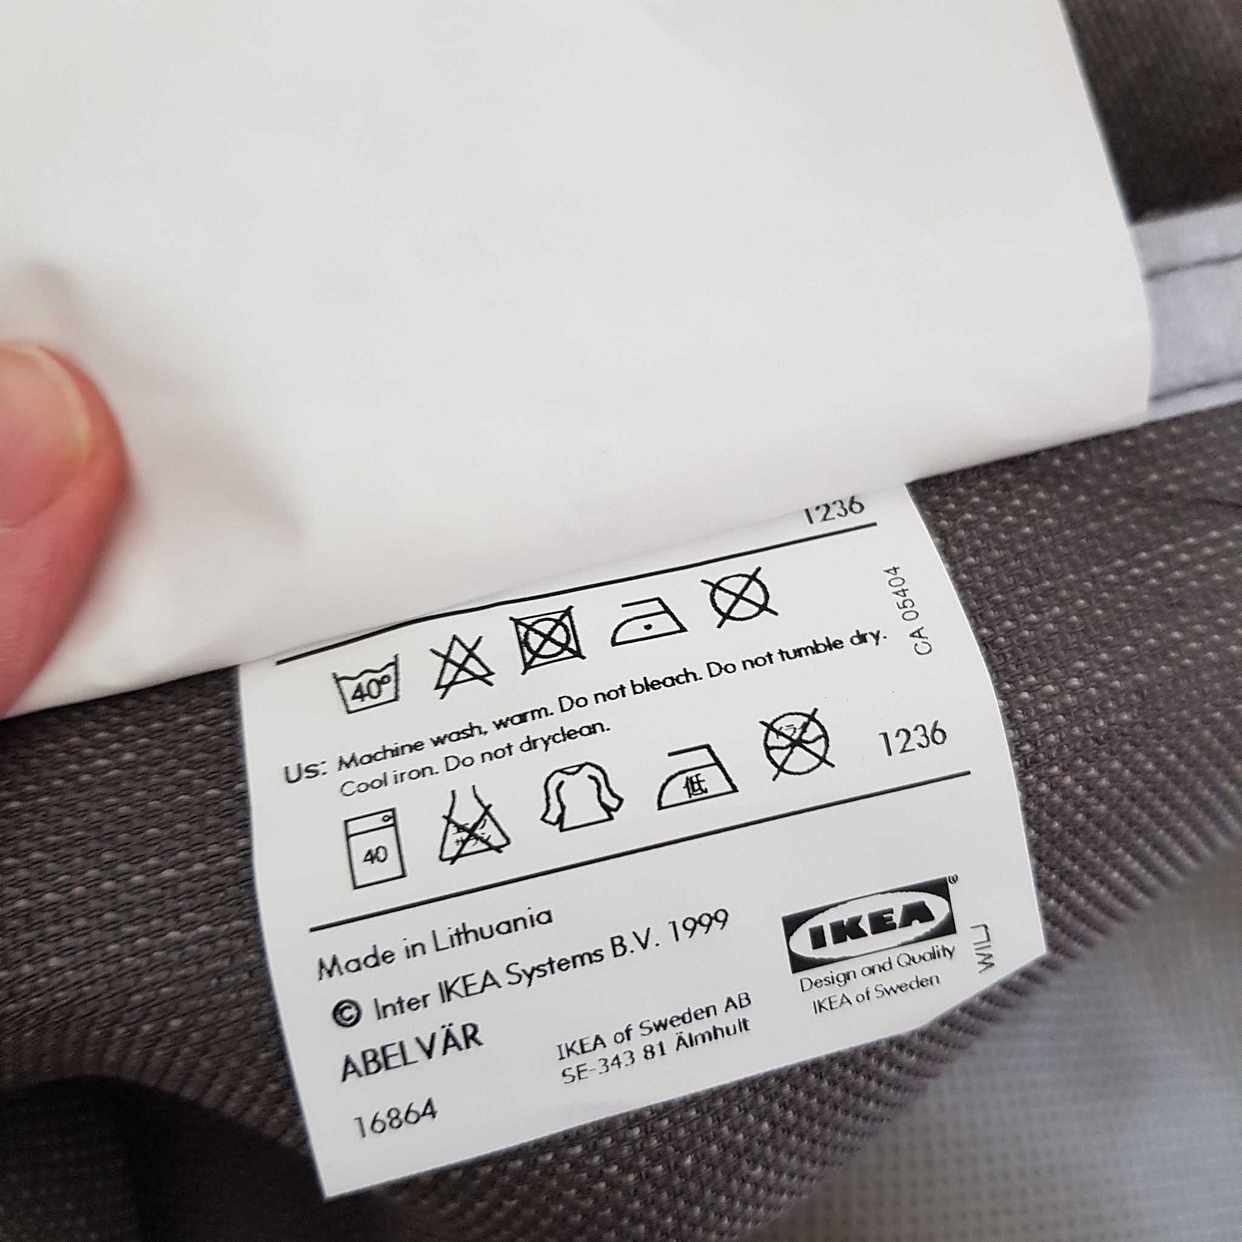 1236
CA 05404
40°
Us: Machine wash, warm. Do not bleach. Do not tumble dry.
Cool iron. Do not dryclean.
40
低
1236
Made in Lithuania
© Inter IKEA Systems B.V. 1999
ABELVÄR
16864
IKEA of Sweden AB
SE-343 81 Älmhult
IKEA®
Design and Quality
IKEA of Sweden